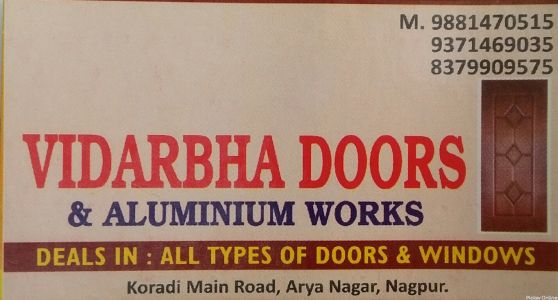 M. 9881470515
9371469035
8379909575
VIDARBHA DOORS
& ALUMINIUM WORKS
DEALS IN : ALL TYPES OF DOORS & WINDOWS
Koradi Main Road, Arya Nagar, Nagpur.